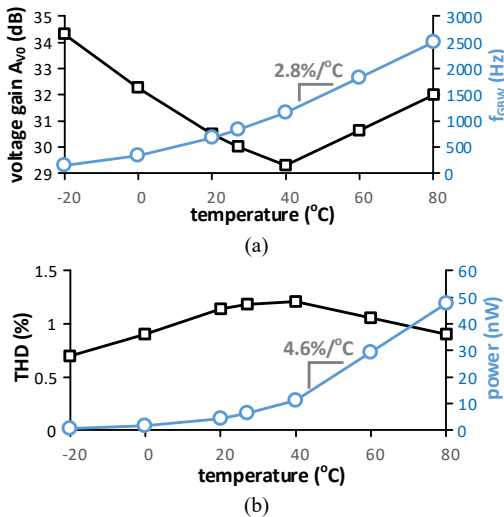 voltage gain A_V0 (dB)
35
34
33
32
31
30
29
2.8%/°C
3000
2500
2000
1500
1000
500
0
f_GBW (Hz)
-20 0 20 40 60 80
temperature (°C)
(a)
THD (%)
1.5
1
0.5
0
4.6%/°C
60
50
40
30
20
10
0
power (nW)
-20 0 20 40 60 80
temperature (°C)
(b)